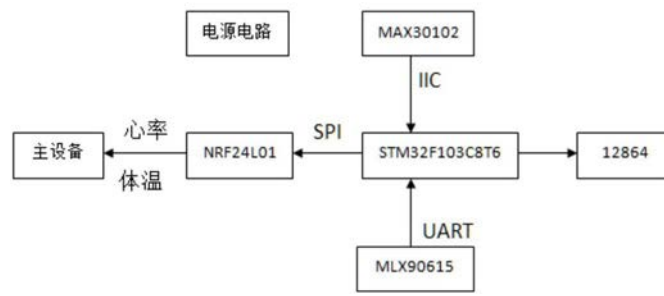 电源电路
MAX30102
IIC
心率
SPI
主设备
NRF24L01
STM32F103C8T6
12864
体温
UART
MLX90615